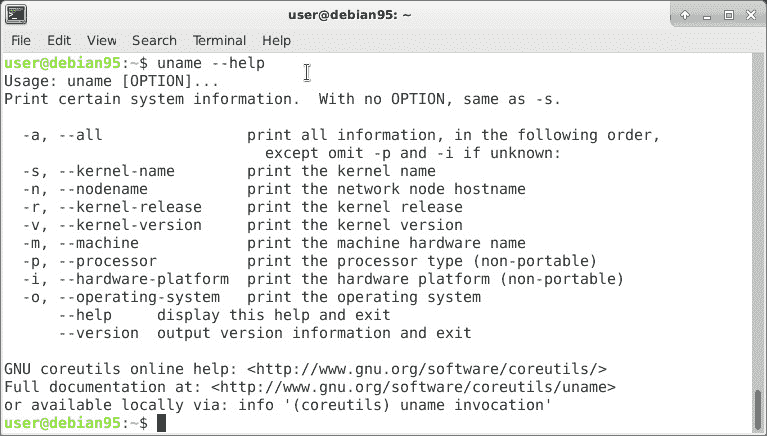 user@debian95: ~
File Edit View Search Terminal Help
user@debian95:~$ uname --help
Usage: uname [OPTION]...
Print certain system information.  With no OPTION, same as -s.

  -a, --all                print all information, in the following order,
                             except omit -p and -i if unknown:
  -s, --kernel-name        print the kernel name
  -n, --nodename           print the network node hostname
  -r, --kernel-release     print the kernel release
  -v, --kernel-version     print the kernel version
  -m, --machine            print the machine hardware name
  -p, --processor          print the processor type (non-portable)
  -i, --hardware-platform  print the hardware platform (non-portable)
  -o, --operating-system   print the operating system
      --help     display this help and exit
      --version  output version information and exit

GNU coreutils online help: <http://www.gnu.org/software/coreutils/>
Full documentation at: <http://www.gnu.org/software/coreutils/uname>
or available locally via: info '(coreutils) uname invocation'
user@debian95:~$